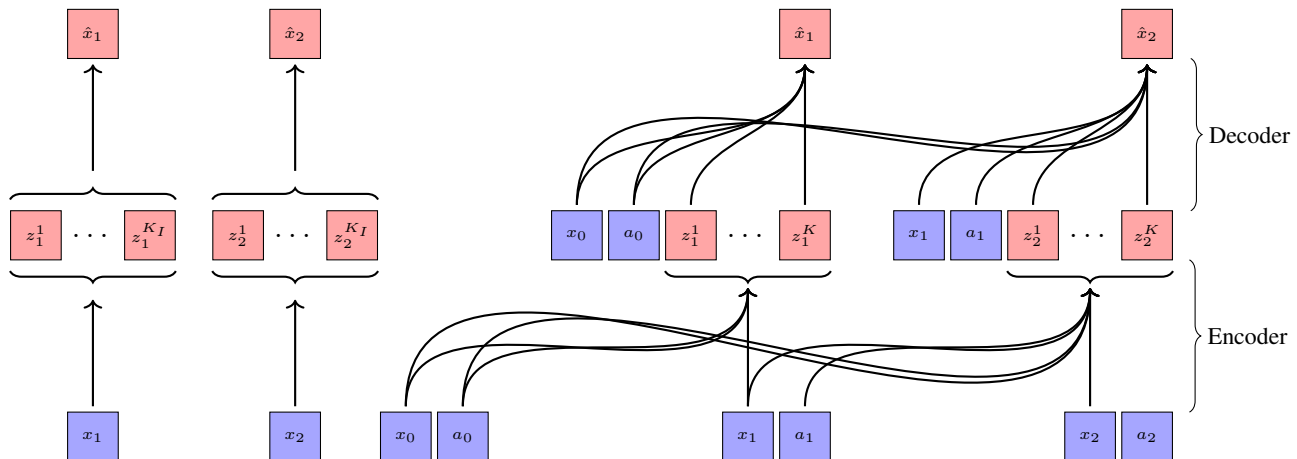 x̂₁ x̂₂ x̂₁ x̂₂
Decoder
z₁¹ ··· z₁^{K_I} z₂¹ ··· z₂^{K_I} x₀ a₀ z₁¹ ··· z₁^K x₁ a₁ z₂¹ ··· z₂^K
Encoder
x₁ x₂ x₀ a₀ x₁ a₁ x₂ a₂